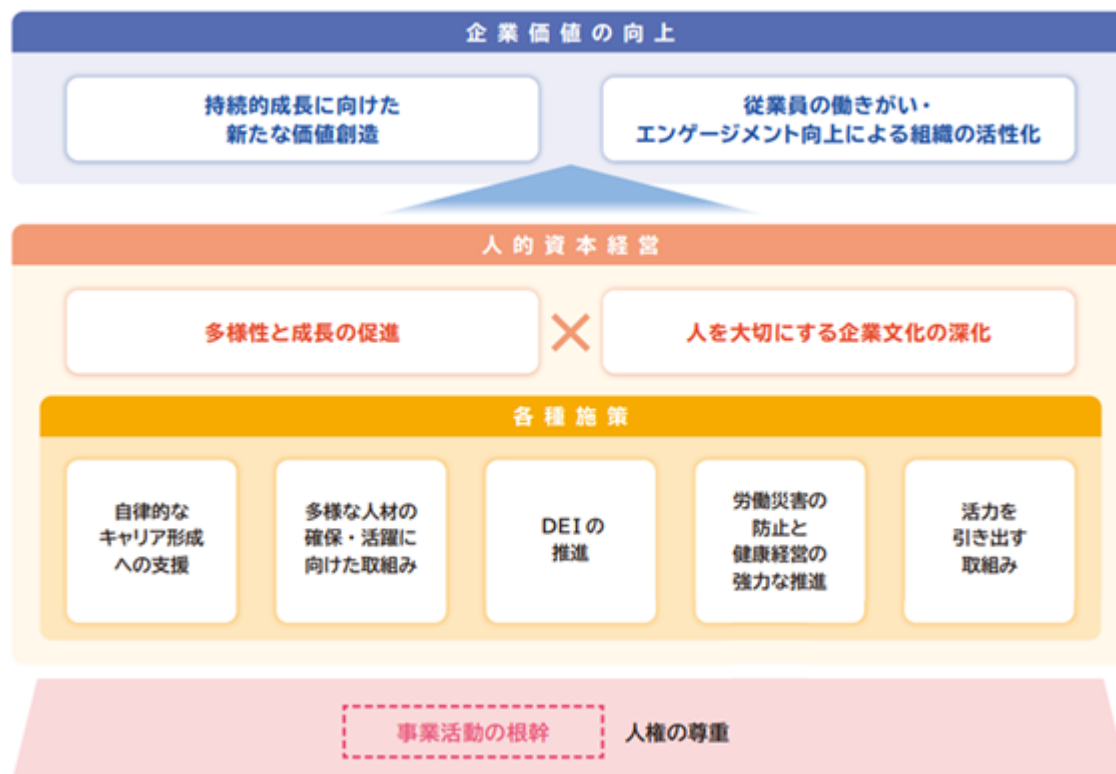 企業価値の向上
持続的成長に向けた
新たな価値創造
従業員の働きがい・
エンゲージメント向上による組織の活性化
人的資本経営
多様性と成長の促進
×
人を大切にする企業文化の深化
各種施策
自律的な
キャリア形成
への支援
多様な人材の
確保・活躍に
向けた取組み
DEIの
推進
労働災害の
防止と
健康経営の
強力な推進
活力を
引き出す
取組み
事業活動の根幹 人権の尊重